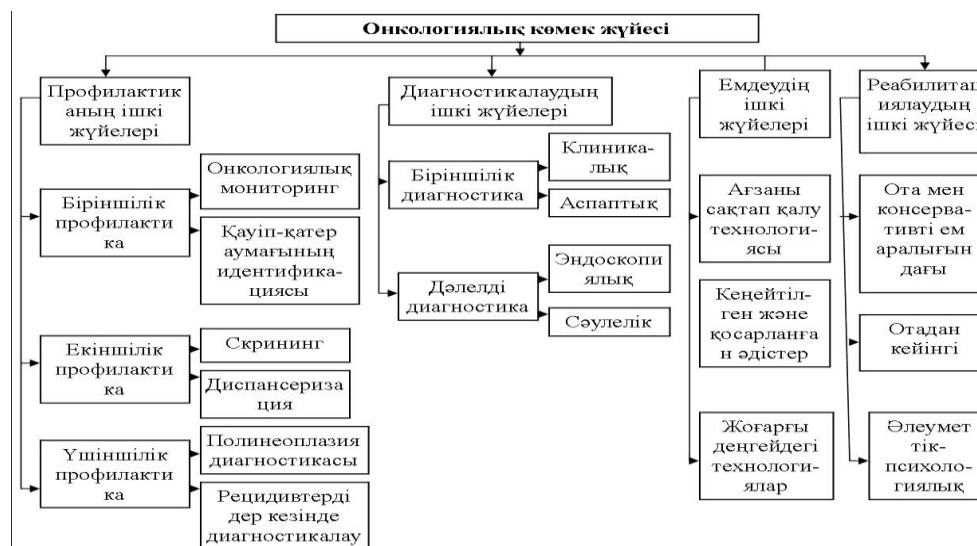 Онкологиялық көмек жүйесі
Профилактик
аның ішкі
жүйелері
Біріншілік
профилакти
ка
Онкологиялық
мониторинг
Қауіп-қатер
аумағының
идентифика-
циясы
Екіншілік
профилакти
ка
Скрининг
Диспансериза
ция
Үшіншілік
профилакти
ка
Полинеоплазия
диагностикасы
Рецидивтерді
дер кезінде
диагностикалау
Диагностикалаудың
ішкі жүйелері
Біріншілік
диагностика
Клиника-
лық
Аспаптық
Дәлелді
диагностика
Эндоскопи
ялық
Сәулелік
Емдеудің
ішкі
жүйелері
Ағзаны
сақтап қалу
технологи-
ясы
Кеңейтіл-
ген және
қосарланға
н әдістер
Жоғарғы
деңгейдегі
технологи-
ялар
Реабилитац
иялаудың
ішкі жүйесі
Ота мен
консерва-
тивті ем
аралығын
дағы
Отадан
кейінгі
Әлеумет
тік-
психоло-
гиялық